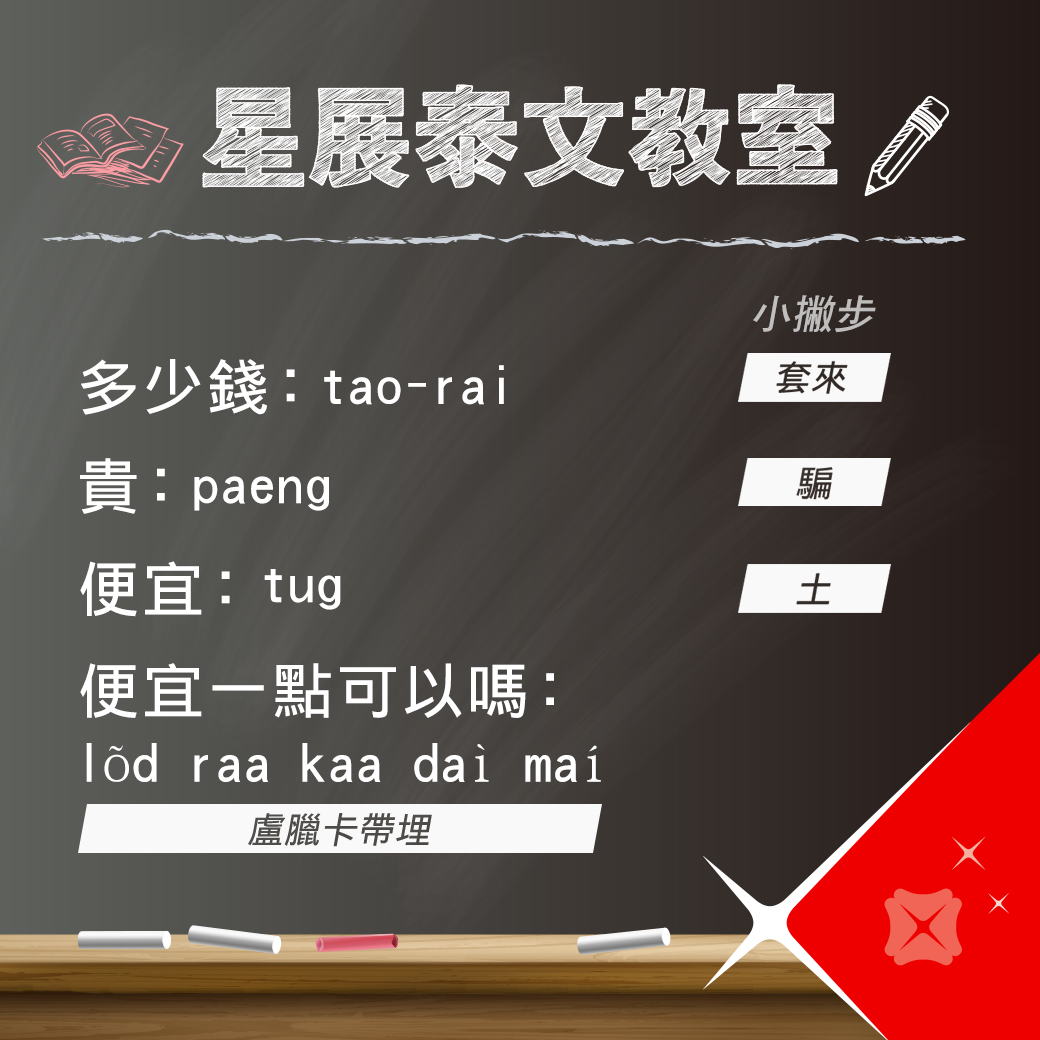 星展泰文教室
小撇步
多少錢：tao-rai
套來
貴：paeng
騙
便宜：tug
土
便宜一點可以嗎：
lõd raa kaa daì maí
盧臘卡帶埋